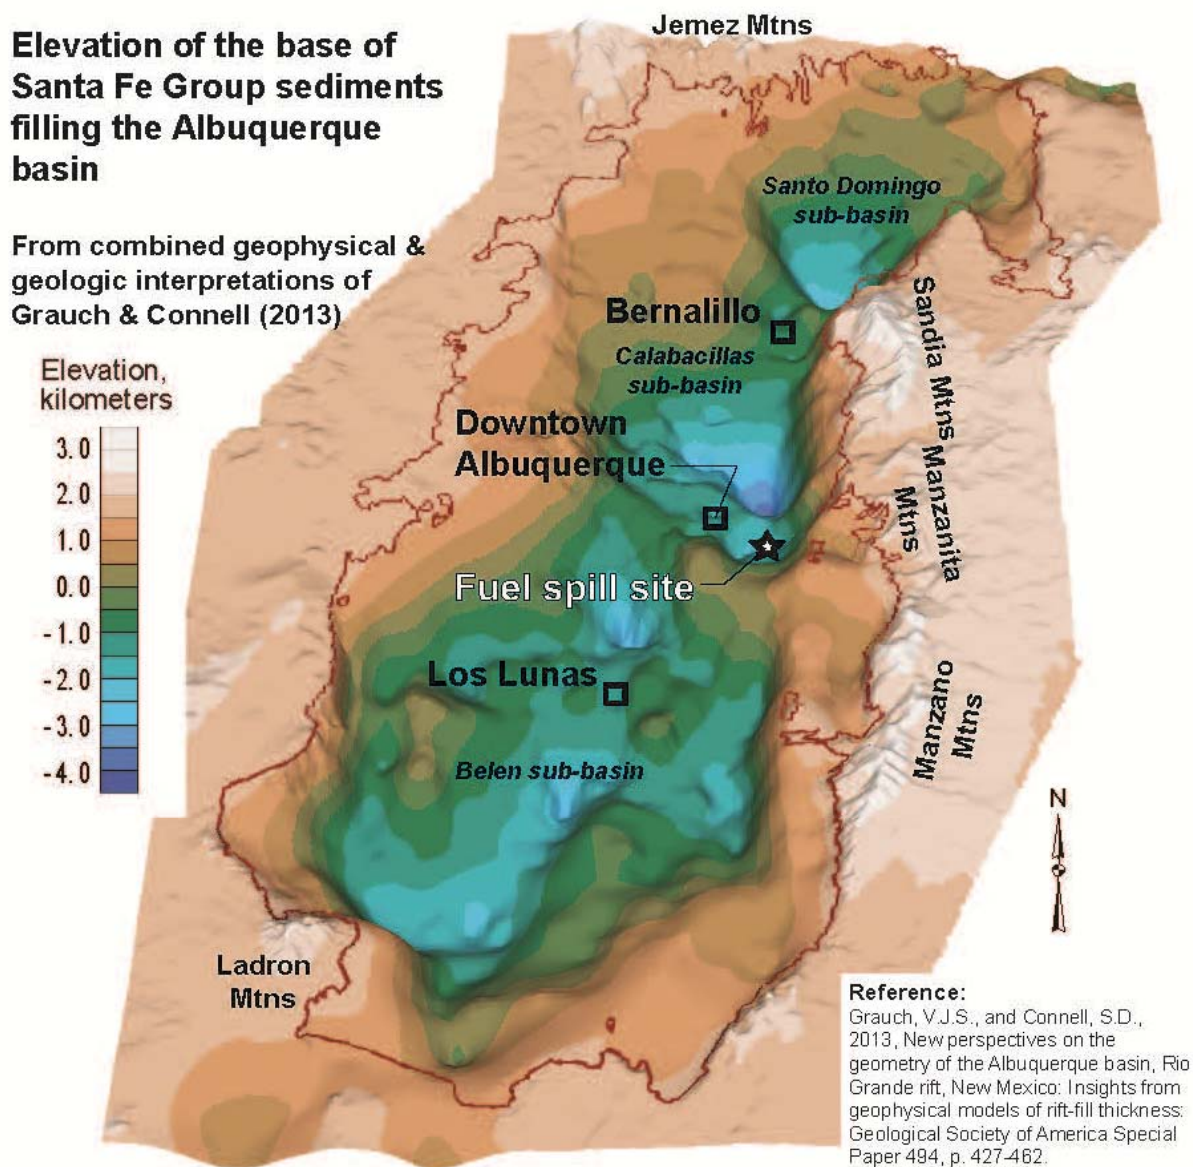 Elevation of the base of
Santa Fe Group sediments
filling the Albuquerque
basin
From combined geophysical &
geologic interpretations of
Grauch & Connell (2013)
Elevation,
kilometers
3.0
2.0
1.0
0.0
-1.0
-2.0
-3.0
-4.0
Jemez Mtns
Santo Domingo
sub-basin
Bernalillo
Calabacillas
sub-basin
Sandia Mtns
Downtown
Albuquerque
Manzanita
Mtns
Fuel spill site
Los Lunas
Manzano
Mtns
Belen sub-basin
N
Ladron
Mtns
Reference:
Grauch, V.J.S., and Connell, S.D.,
2013, New perspectives on the
geometry of the Albuquerque basin, Rio
Grande rift, New Mexico: Insights from
geophysical models of rift-fill thickness:
Geological Society of America Special
Paper 494, p. 427-462.